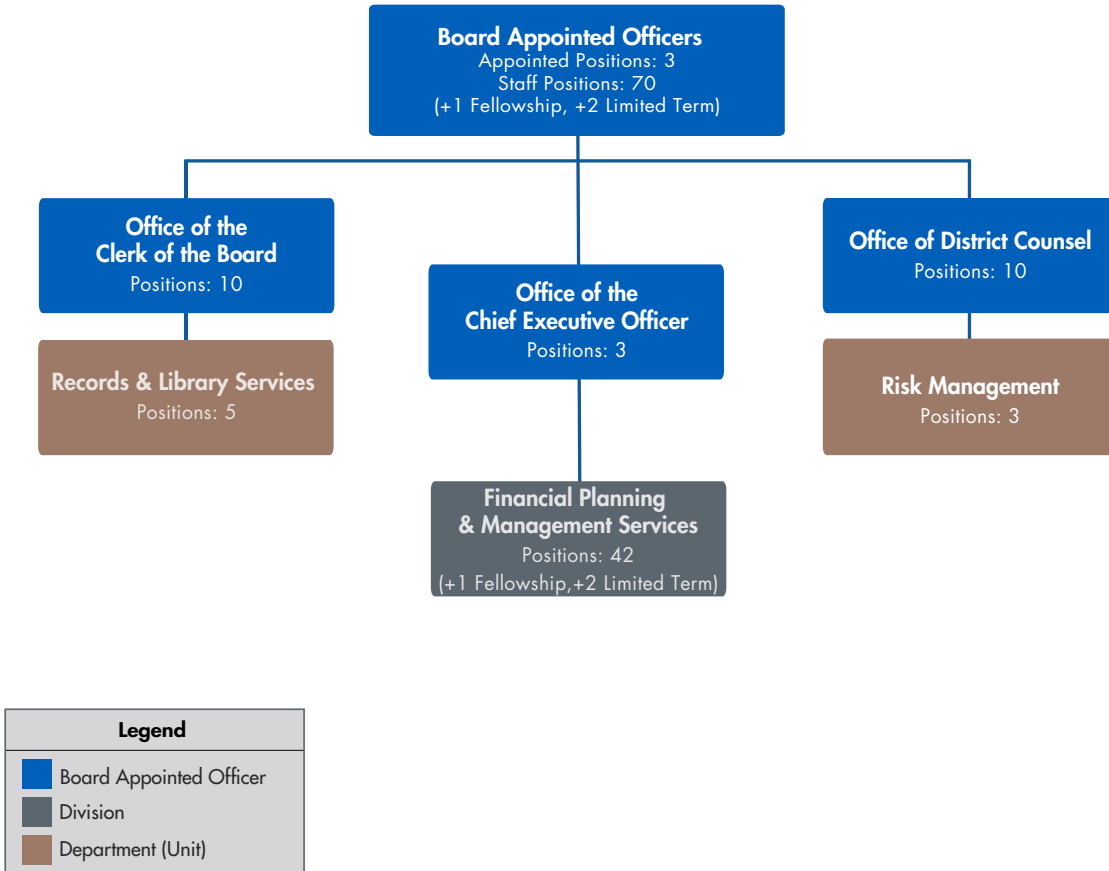 Board Appointed Officers
Appointed Positions: 3
Staff Positions: 70
(+1 Fellowship, +2 Limited Term)
Office of the
Clerk of the Board
Positions: 10
Records & Library Services
Positions: 5
Office of the
Chief Executive Officer
Positions: 3
Financial Planning
& Management Services
Positions: 42
(+1 Fellowship,+2 Limited Term)
Office of District Counsel
Positions: 10
Risk Management
Positions: 3
Legend
Board Appointed Officer
Division
Department (Unit)